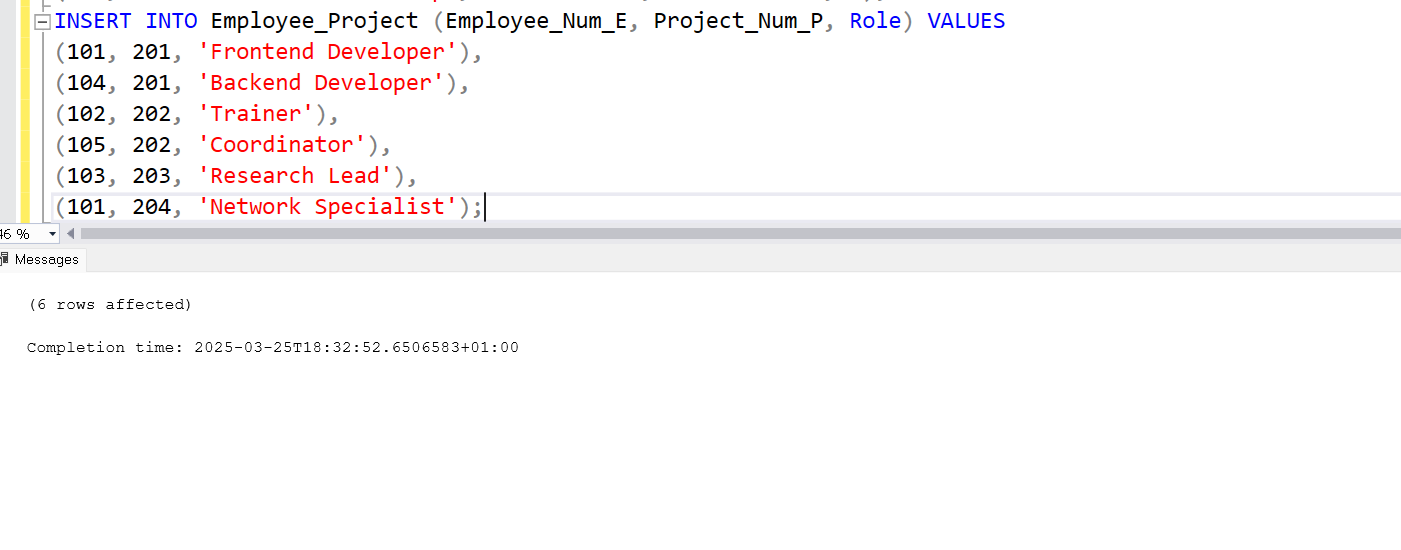 INSERT INTO Employee_Project (Employee_Num_E, Project_Num_P, Role) VALUES
(101, 201, 'Frontend Developer'),
(104, 201, 'Backend Developer'),
(102, 202, 'Trainer'),
(105, 202, 'Coordinator'),
(103, 203, 'Research Lead'),
(101, 204, 'Network Specialist');
46 %
Messages
(6 rows affected)
Completion time: 2025-03-25T18:32:52.6506583+01:00